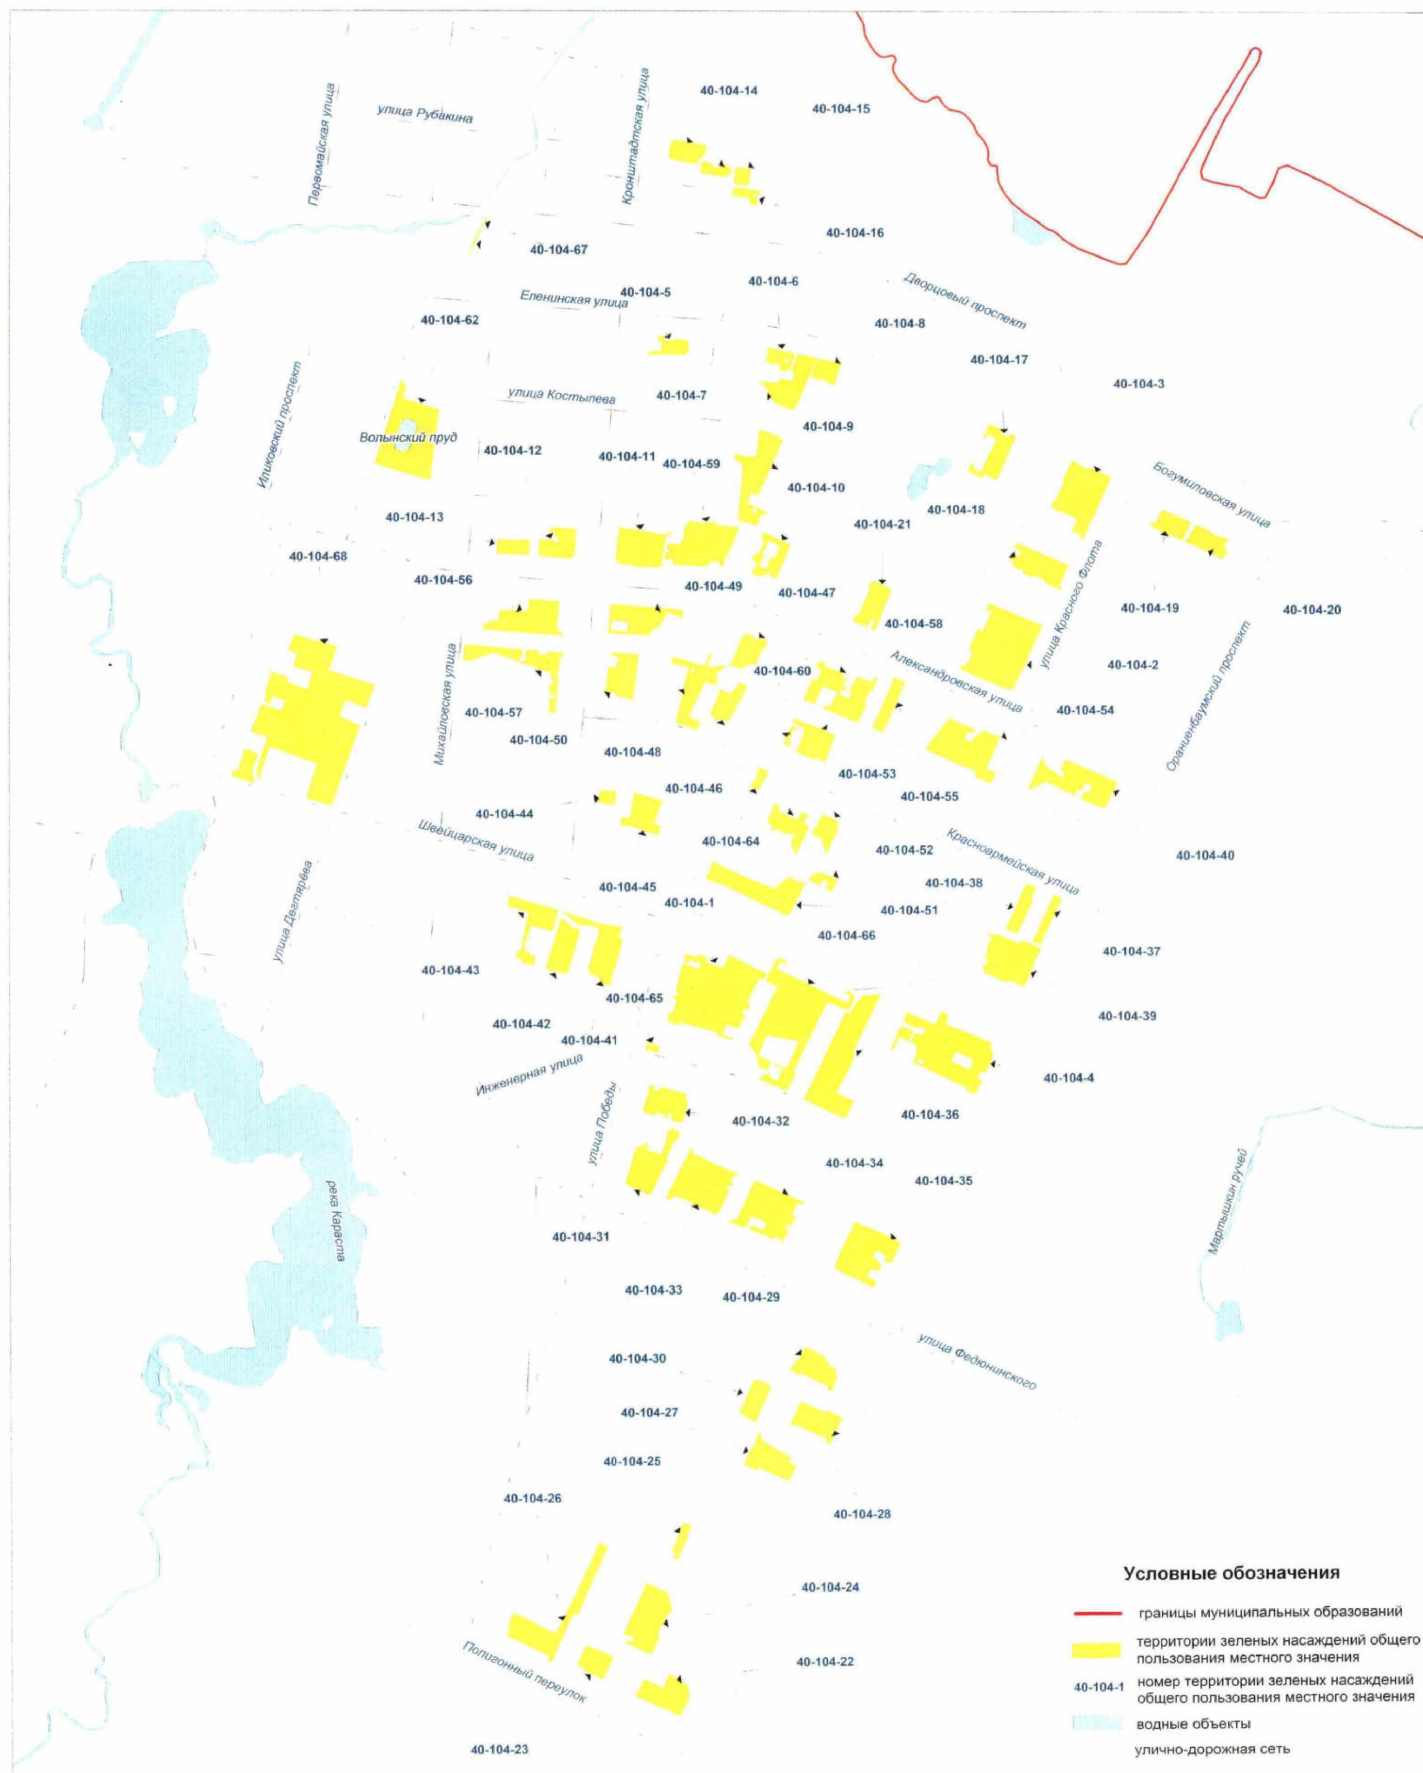 40-104-14
40-104-15
улица Рубакина
Первомайская улица
Кронштадтская улица
40-104-16
40-104-67
40-104-6
40-104-5
Еленинская улица
Дворцовый проспект
40-104-62
40-104-8
40-104-17
40-104-3
Иликовский проспект
улица Костылева
40-104-7
40-104-9
Волынский пруд
40-104-12
40-104-11
40-104-59
40-104-10
Богумиловская улица
40-104-13
40-104-21
40-104-18
40-104-68
40-104-56
40-104-49
40-104-47
улица Красного Флота
40-104-19
40-104-20
40-104-58
Михайловская улица
40-104-60
Александровская улица
40-104-2
Ораниенбаумский проспект
40-104-57
40-104-54
40-104-50
40-104-48
40-104-53
40-104-46
40-104-55
40-104-44
Швейцарская улица
40-104-64
40-104-52
Красноармейская улица
40-104-40
улица Дегтярёва
40-104-45
40-104-38
40-104-1
40-104-51
40-104-66
40-104-37
40-104-43
40-104-65
40-104-39
40-104-42
40-104-41
Инженерная улица
40-104-4
улица Победы
40-104-32
40-104-36
40-104-34
40-104-35
Мартышкин ручей
река Караста
40-104-31
40-104-33
40-104-29
40-104-30
улица Федюнинского
40-104-27
40-104-25
40-104-26
40-104-28
40-104-24
Полигонный переулок
40-104-22
40-104-23
Условные обозначения
границы муниципальных образований
территории зеленых насаждений общего
пользования местного значения
40-104-1
номер территории зеленых насаждений
общего пользования местного значения
водные объекты
улично-дорожная сеть